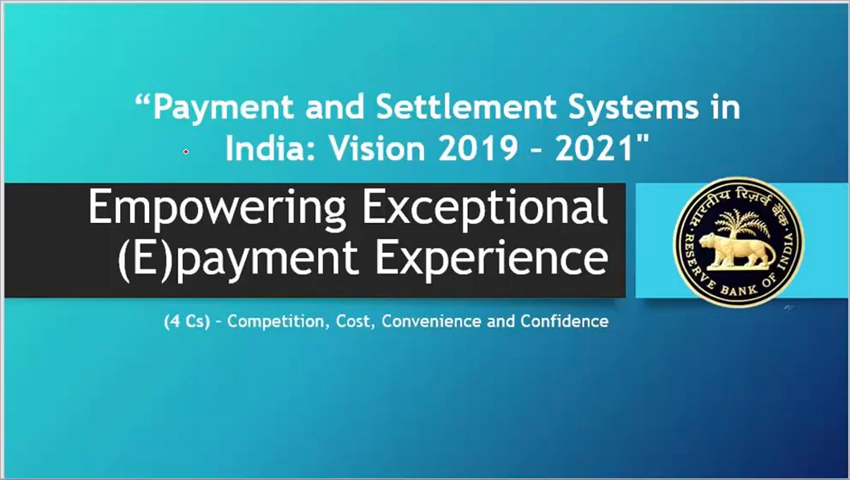 “Payment and Settlement Systems in
India: Vision 2019 – 2021"
Empowering Exceptional
(E)payment Experience
भारतीय रिज़र्व बैंक
RESERVE BANK OF INDIA
(4 Cs) – Competition, Cost, Convenience and Confidence